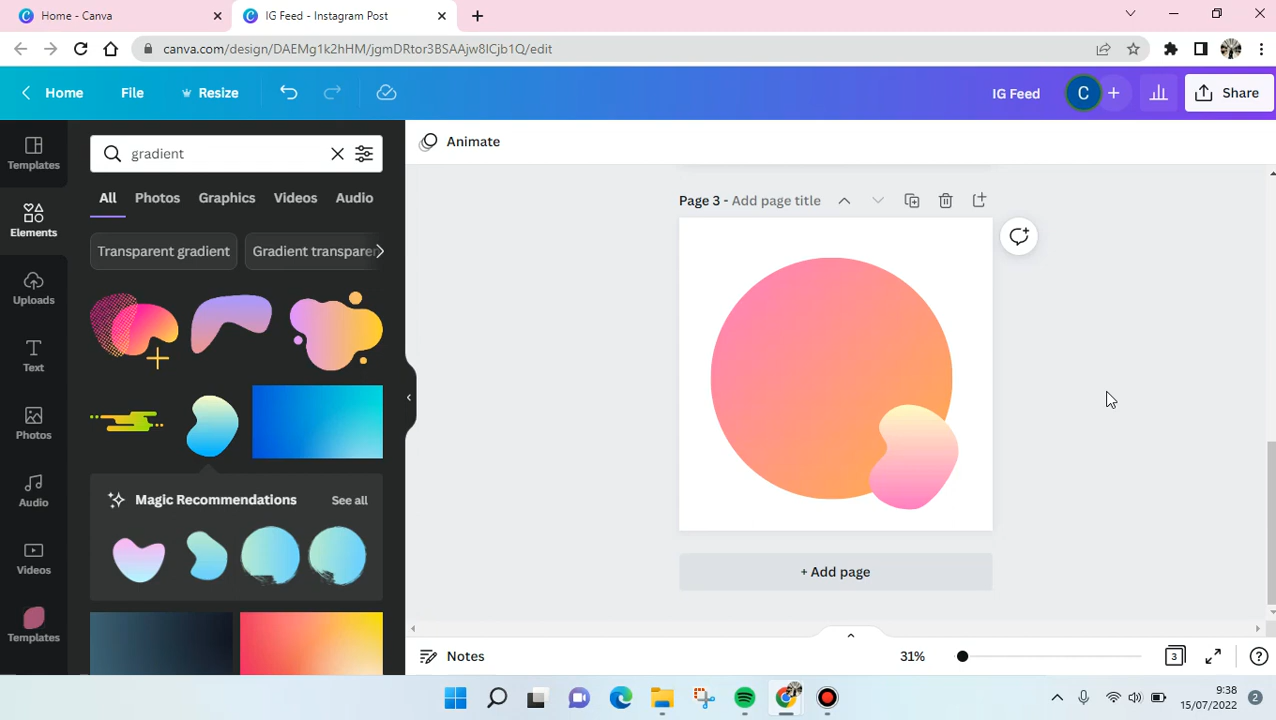 Home - Canva
IG Feed - Instagram Post
canva.com/design/DAEMg1k2hHM/jgmDRtor3BSAAjw8ICjb1Q/edit
Home
File
Resize
IG Feed
C
Share
Templates
Elements
Uploads
Text
Photos
Audio
Videos
Templates
gradient
All
Photos
Graphics
Videos
Audio
Transparent gradient
Gradient transparer
Magic Recommendations
See all
Animate
Page 3 - Add page title
+ Add page
Notes
31%
3
9:38
15/07/2022
2